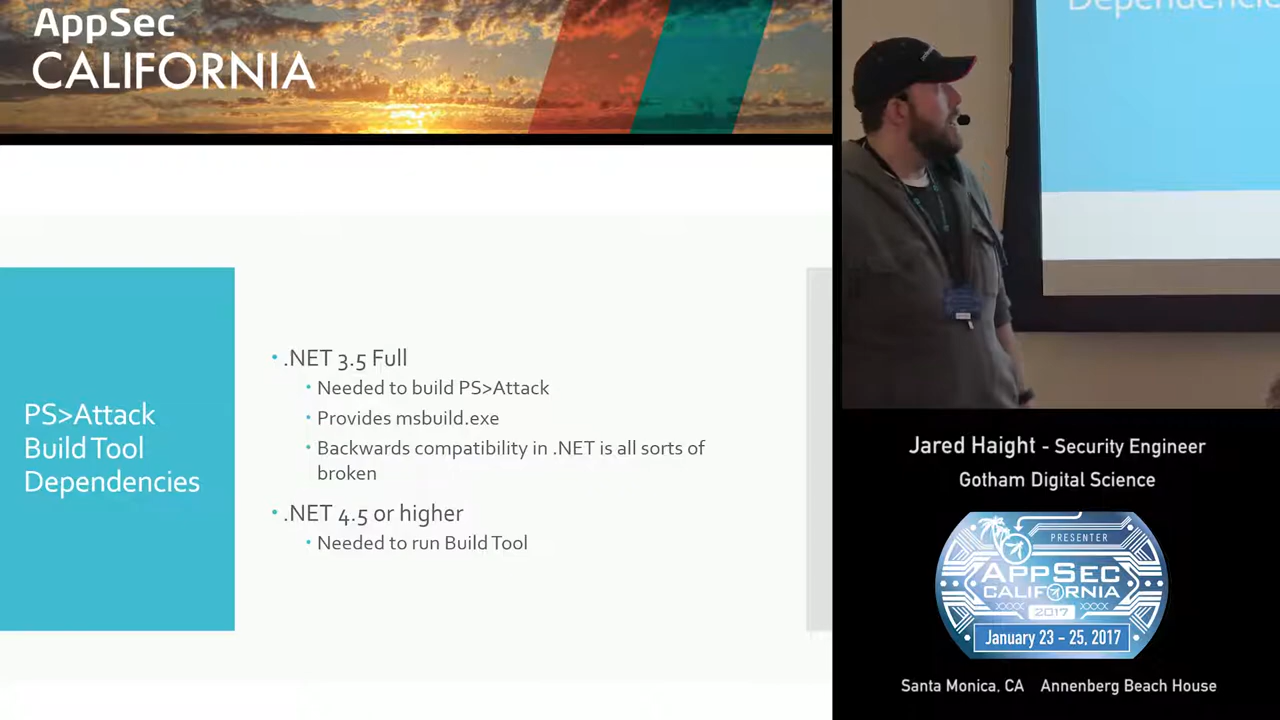 AppSec
CALIFORNIA
Dependencie
PS>Attack
Build Tool
Dependencies
• .NET 3.5 Full
• Needed to build PS>Attack
• Provides msbuild.exe
• Backwards compatibility in .NET is all sorts of
broken
• .NET 4.5 or higher
• Needed to run Build Tool
Jared Haight - Security Engineer
Gotham Digital Science
PRESENTER
APPSEC
CALIFORNIA
2017
January 23 - 25, 2017
Santa Monica, CA Annenberg Beach House